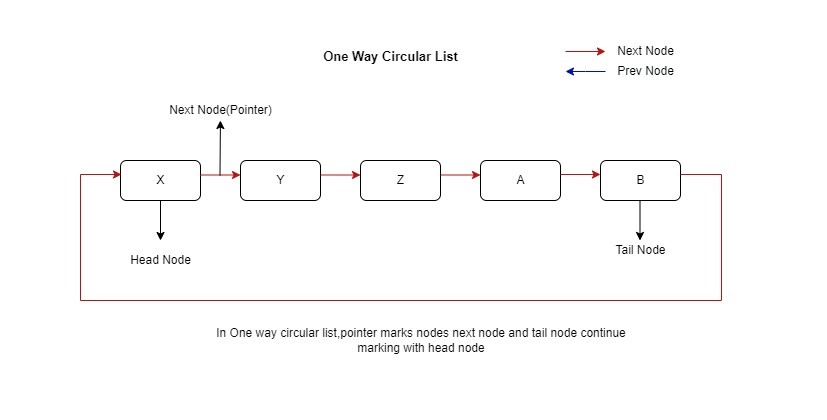 One Way Circular List
Next Node
Prev Node
Next Node(Pointer)
X
Y
Z
A
B
Head Node
Tail Node
In One way circular list,pointer marks nodes next node and tail node continue
marking with head node